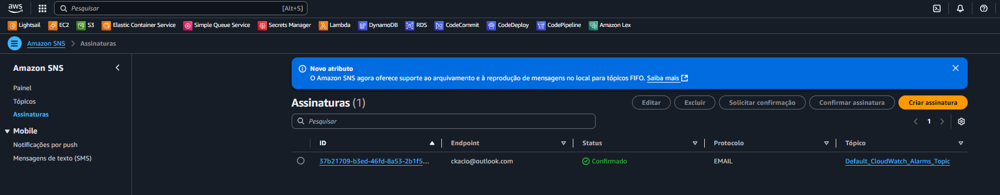 aws
Pesquisar [Alt+S]
Lightsail EC2 S3 Elastic Container Service Simple Queue Service Secrets Manager Lambda DynamoDB RDS CodeCommit CodeDeploy CodePipeline Amazon Lex
Amazon SNS > Assinaturas
Amazon SNS
Painel
Tópicos
Assinaturas
Mobile
Notificações por push
Mensagens de texto (SMS)
Novo atributo
O Amazon SNS agora oferece suporte ao arquivamento e à reprodução de mensagens no local para tópicos FIFO. Saiba mais
Assinaturas (1)
Editar Excluir Solicitar confirmação Confirmar assinatura Criar assinatura
Pesquisar
1
ID Endpoint Status Protocolo Tópico
37b21709-b3ed-46fd-8a53-2b1f5... ckacio@outlook.com Confirmado EMAIL Default_CloudWatch_Alarms_Topic